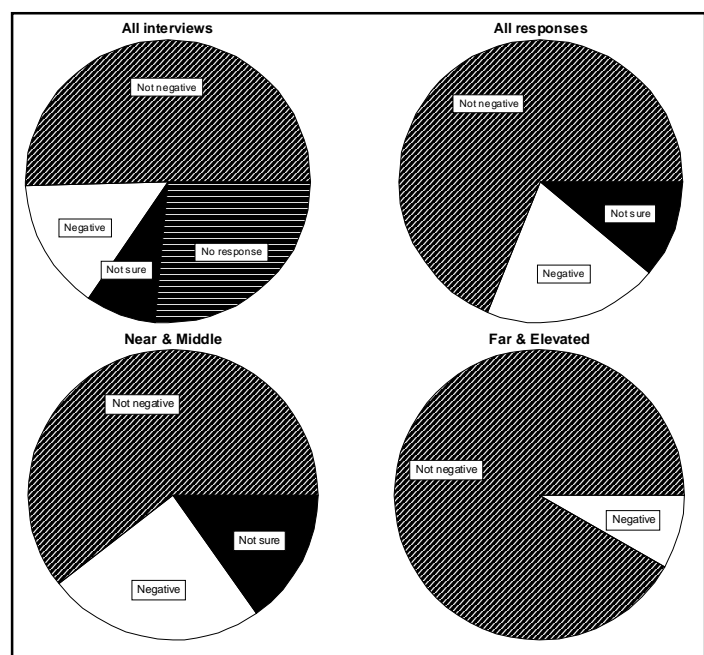 All interviews
Not negative
Negative
Not sure
No response
All responses
Not negative
Not sure
Negative
Near & Middle
Not negative
Not sure
Negative
Far & Elevated
Not negative
Negative